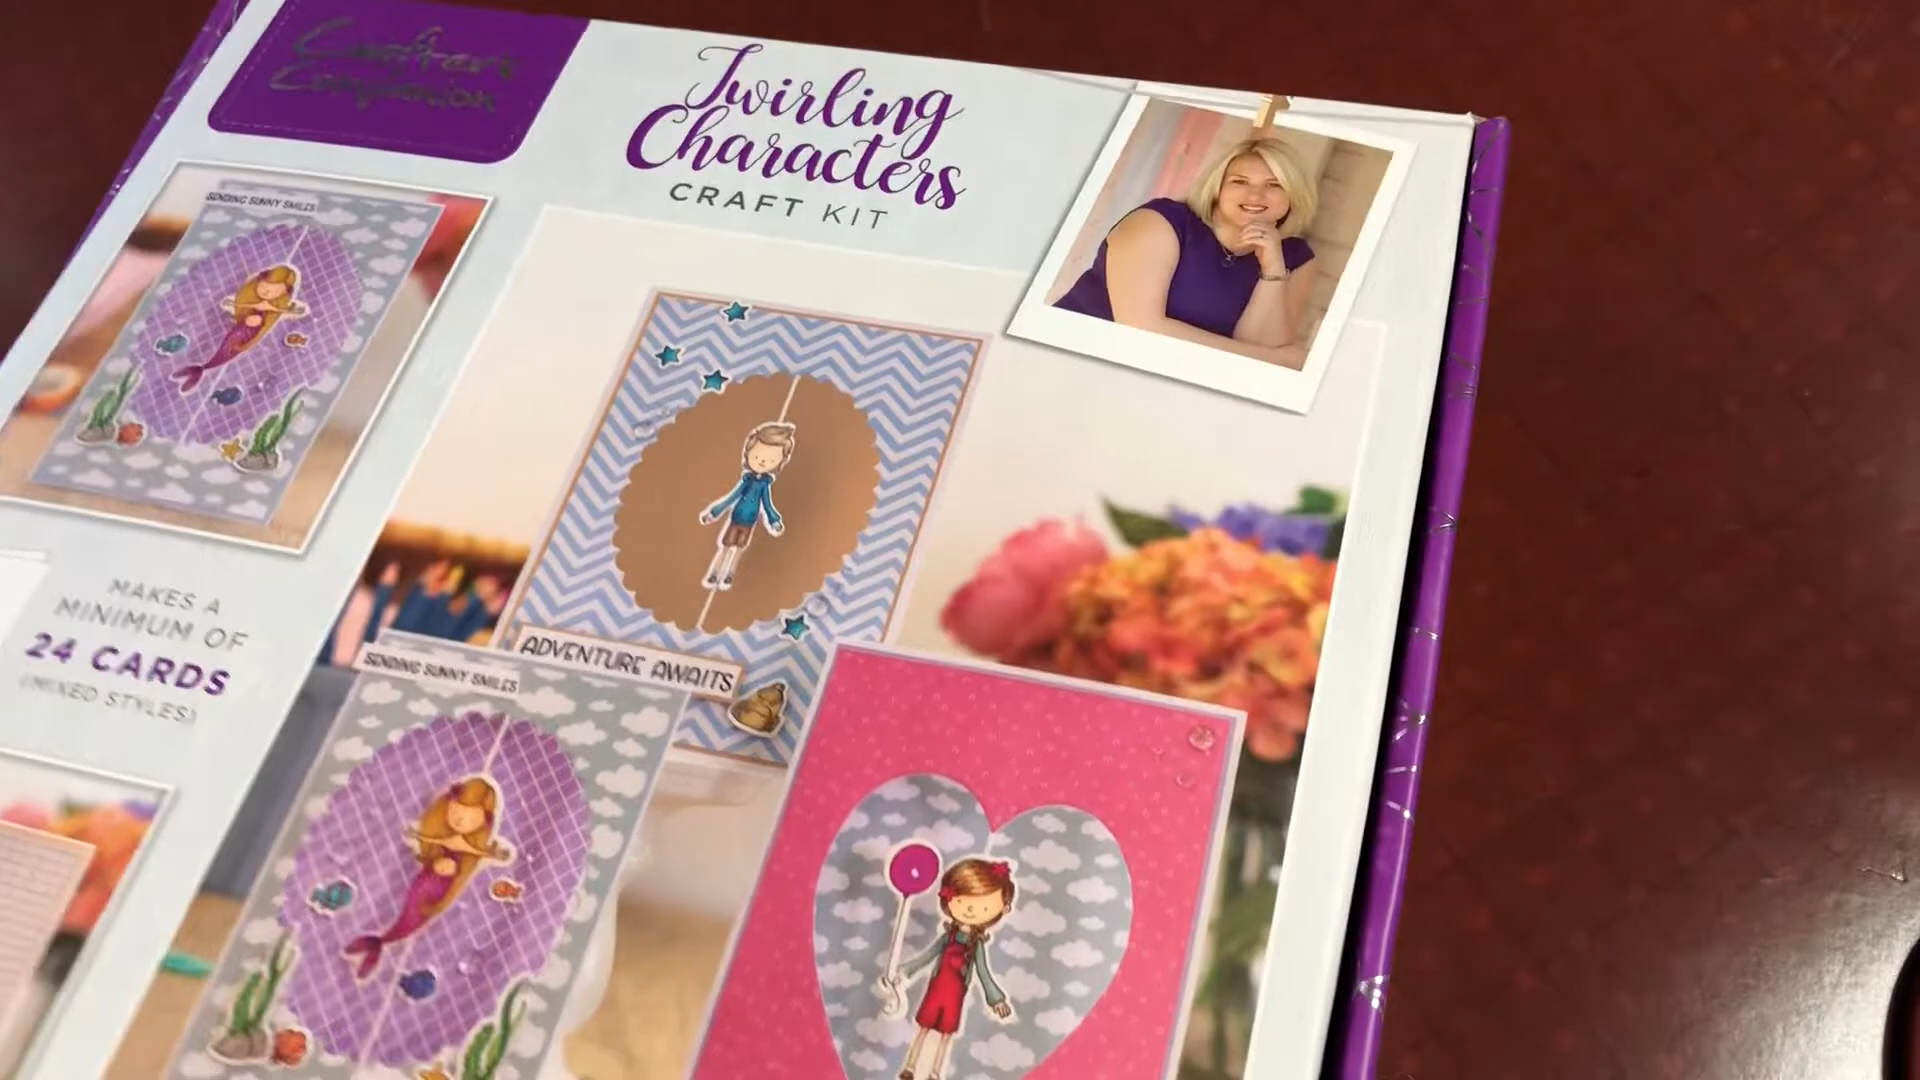 Crafter's
Companion
Twirling
Characters
CRAFT KIT
SENDING SUNNY SMILES
ADVENTURE AWAITS
SENDING SUNNY SMILES
MAKES A
MINIMUM OF
24 CARDS
(MIXED STYLES)